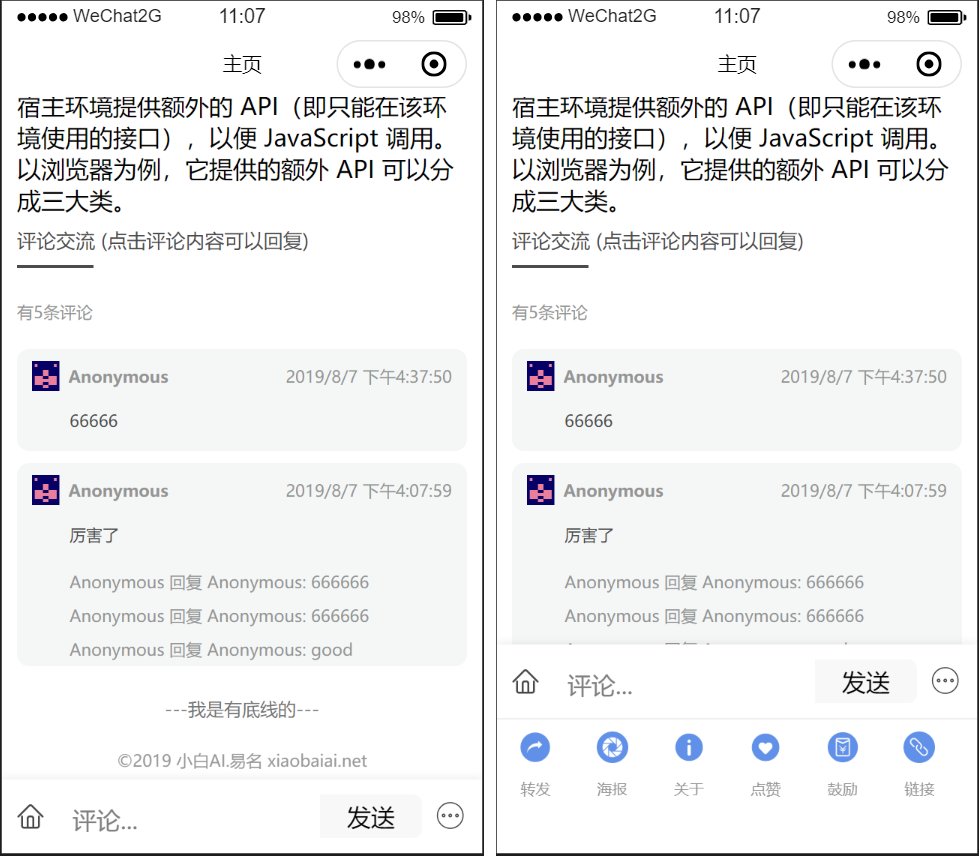 WeChat2G 11:07 98%
主页
宿主环境提供额外的 API（即只能在该环
境使用的接口），以便 JavaScript 调用。
以浏览器为例，它提供的额外 API 可以分
成三大类。
评论交流 (点击评论内容可以回复)
有5条评论
Anonymous 2019/8/7 下午4:37:50
66666
Anonymous 2019/8/7 下午4:07:59
厉害了
Anonymous 回复 Anonymous: 666666
Anonymous 回复 Anonymous: 666666
Anonymous 回复 Anonymous: good
---我是有底线的---
©2019 小白AI.易名 xiaobaiai.net
评论... 发送
WeChat2G 11:07 98%
主页
宿主环境提供额外的 API（即只能在该环
境使用的接口），以便 JavaScript 调用。
以浏览器为例，它提供的额外 API 可以分
成三大类。
评论交流 (点击评论内容可以回复)
有5条评论
Anonymous 2019/8/7 下午4:37:50
66666
Anonymous 2019/8/7 下午4:07:59
厉害了
Anonymous 回复 Anonymous: 666666
Anonymous 回复 Anonymous: 666666
评论... 发送
转发 海报 关于 点赞 鼓励 链接